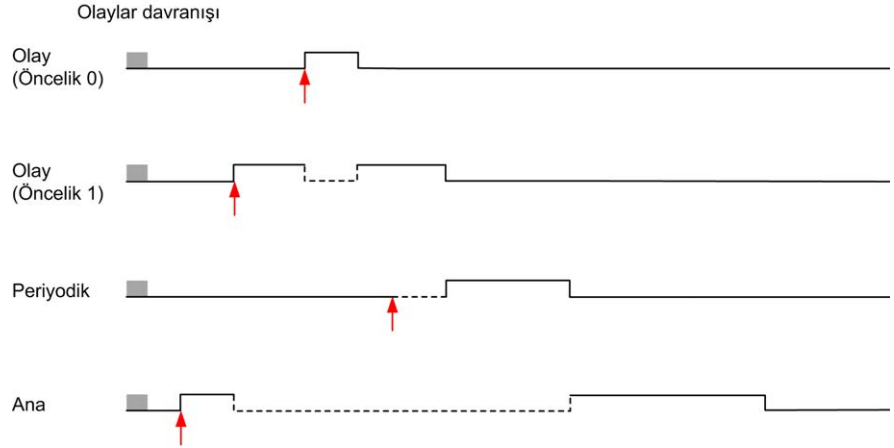 Olaylar davranışı
Olay
(Öncelik 0)
Olay
(Öncelik 1)
Periyodik
Ana